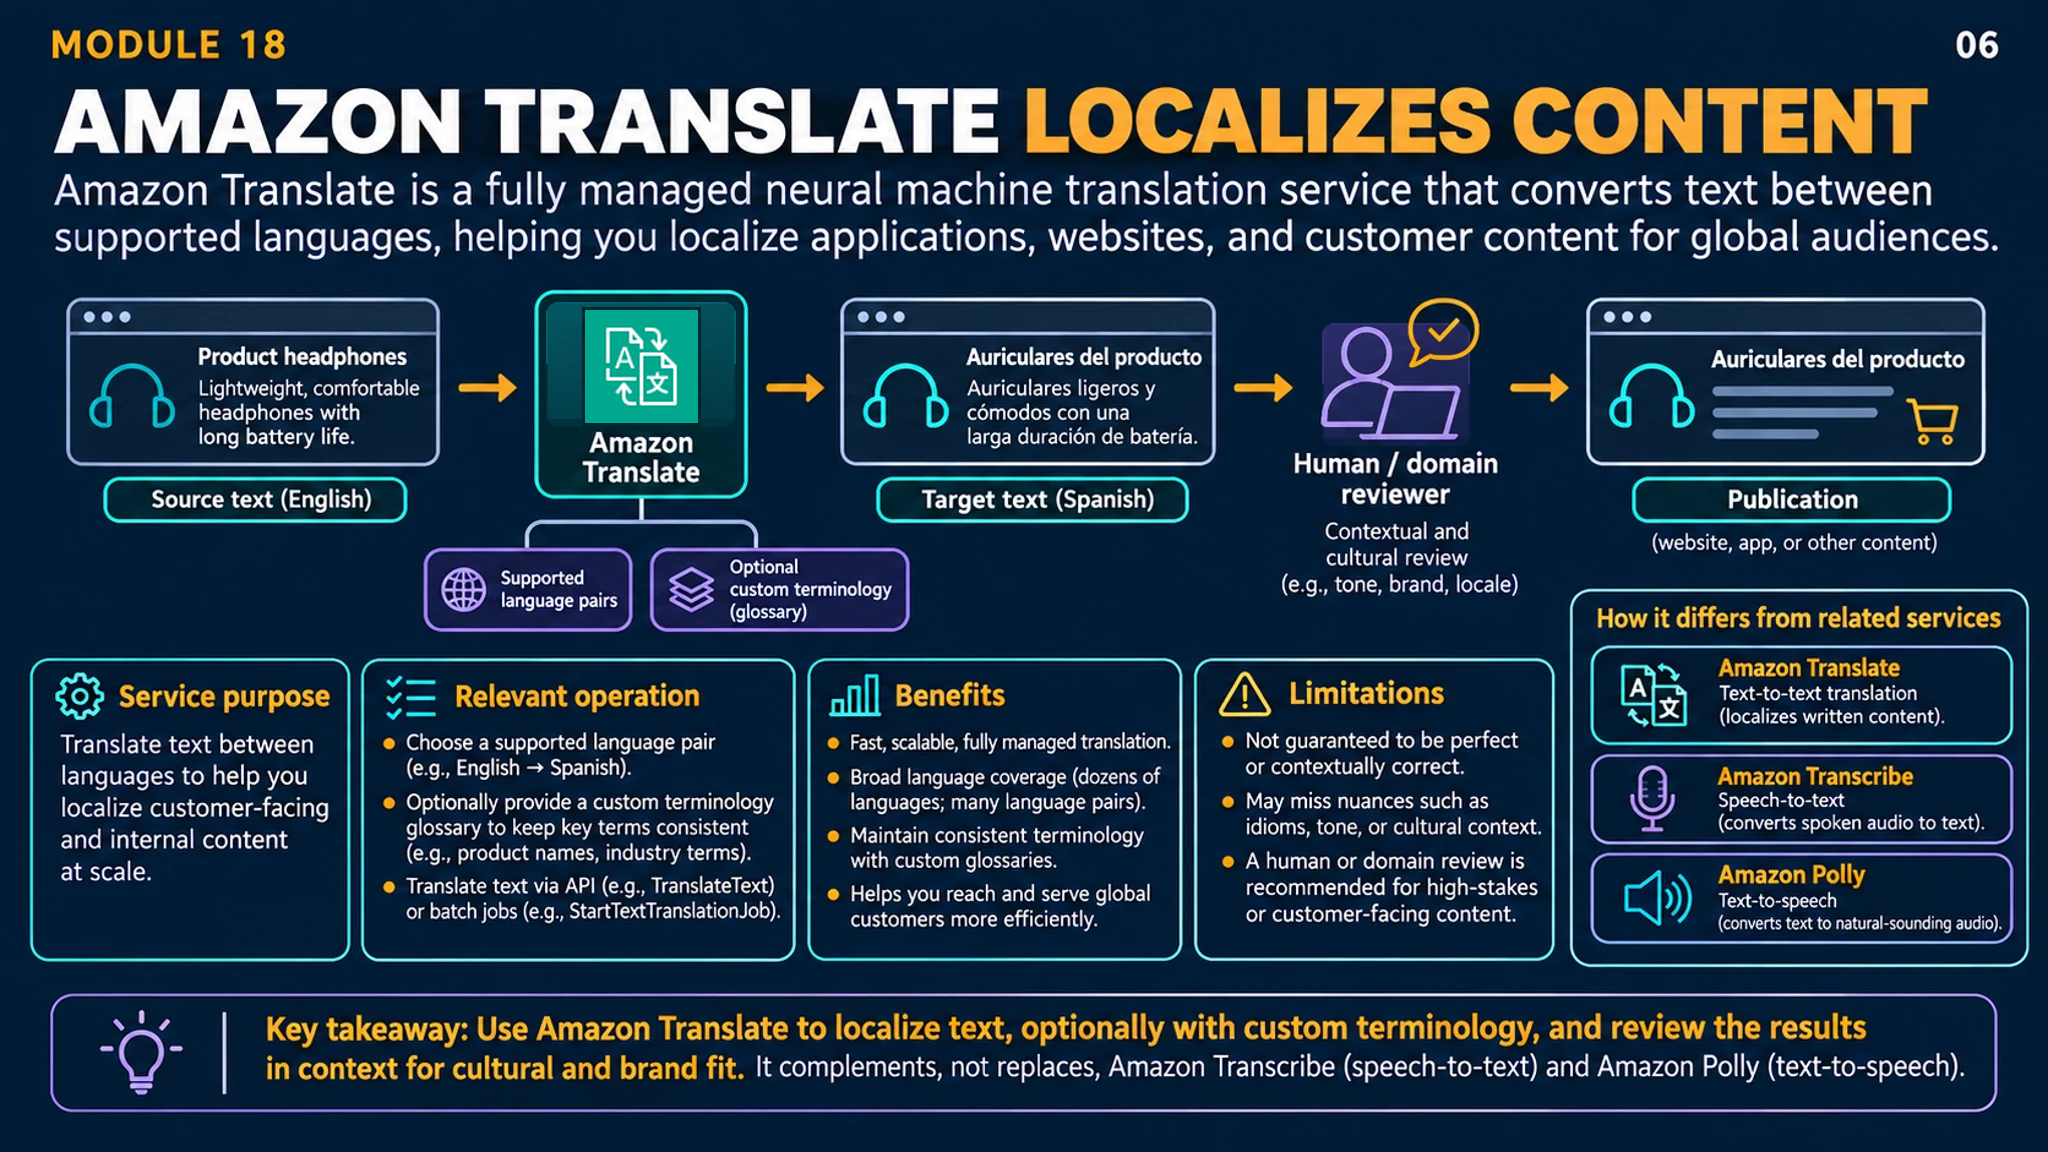 MODULE 18
06
AMAZON TRANSLATE LOCALIZES CONTENT
Amazon Translate is a fully managed neural machine translation service that converts text between
supported languages, helping you localize applications, websites, and customer content for global audiences.
Product headphones
Lightweight, comfortable
headphones with
long battery life.
Source text (English)
A
文
Amazon
Translate
Supported
language pairs
Optional
custom terminology
(glossary)
Auriculares del producto
Auriculares ligeros y
cómodos con una
larga duración de batería.
Target text (Spanish)
Human / domain
reviewer
Contextual and
cultural review
(e.g., tone, brand, locale)
Auriculares del producto
Publication
(website, app, or other content)
Service purpose
Translate text between
languages to help you
localize customer-facing
and internal content
at scale.
Relevant operation
• Choose a supported language pair
(e.g., English → Spanish).
• Optionally provide a custom terminology
glossary to keep key terms consistent
(e.g., product names, industry terms).
• Translate text via API (e.g., TranslateText)
or batch jobs (e.g., StartTextTranslationJob).
Benefits
• Fast, scalable, fully managed translation.
• Broad language coverage (dozens of
languages; many language pairs).
• Maintain consistent terminology
with custom glossaries.
• Helps you reach and serve global
customers more efficiently.
Limitations
• Not guaranteed to be perfect
or contextually correct.
• May miss nuances such as
idioms, tone, or cultural context.
• A human or domain review is
recommended for high-stakes
or customer-facing content.
How it differs from related services
A
文
Amazon Translate
Text-to-text translation
(localizes written content).
Amazon Transcribe
Speech-to-text
(converts spoken audio to text).
Amazon Polly
Text-to-speech
(converts text to natural-sounding audio).
Key takeaway: Use Amazon Translate to localize text, optionally with custom terminology, and review the results
in context for cultural and brand fit. It complements, not replaces, Amazon Transcribe (speech-to-text) and Amazon Polly (text-to-speech).